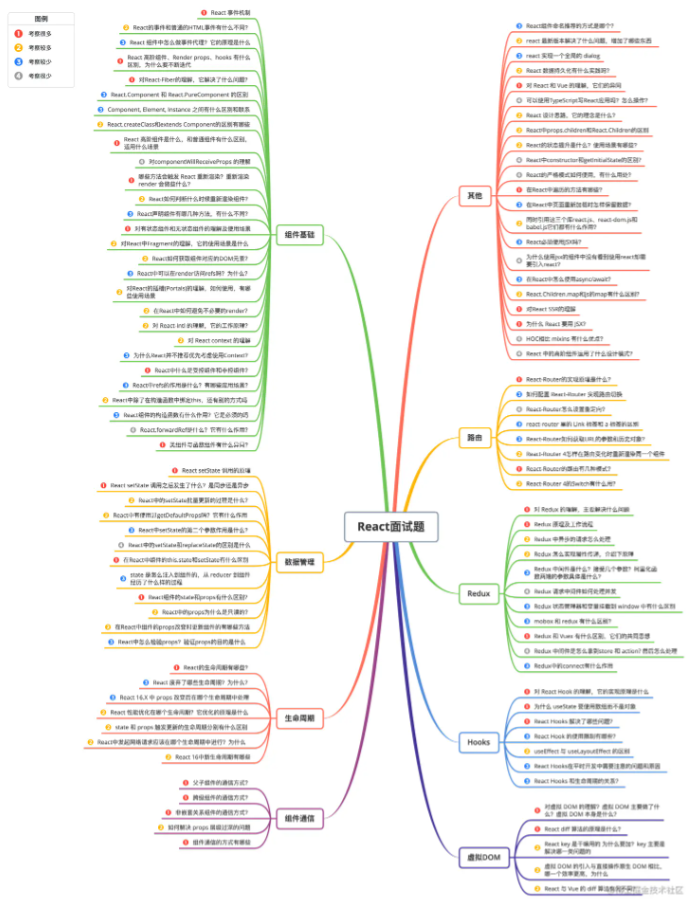 图例
1 考察很多
2 考察较多
3 考察较少
4 考察很少
React面试题
组件基础
React 事件机制
React的事件和普通的HTML事件有什么不同?
React 组件中怎么做事件代理?它的原理是什么
React 高阶组件、Render props、hooks 有什么
区别,为什么要不断迭代
对React-Fiber的理解,它解决了什么问题?
React.Component 和 React.PureComponent 的区别
Component, Element, Instance 之间有什么区别和联系
React.createClass和extends Component的区别有哪些
React 高阶组件是什么,和普通组件有什么区别,
适用什么场景
对componentWillReceiveProps 的理解
哪些方法会触发 React 重新渲染?重新渲染
render 会做些什么?
React如何判断什么时候重新渲染组件?
React声明组件有哪几种方法,有什么不同?
对有状态组件和无状态组件的理解及使用场景
对React中Fragment的理解,它的使用场景是什么
React如何获取组件对应的DOM元素?
React中可以在render访问refs吗?为什么?
对React的插槽(Portals)的理解,如何使用,有哪
些使用场景
在React中如何避免不必要的render?
对 React context 的理解
为什么React并不推荐优先考虑使用Context?
React中什么是受控组件和非控组件?
React中refs的作用是什么?有哪些应用场景?
React中除了在构造函数中绑定this,还有别的方式吗
React组件的构造函数有什么作用?它是必须的吗
React.forwardRef是什么?它有什么作用?
类组件与函数组件有什么异同?
数据管理
React setState 调用的原理
React setState 调用之后发生了什么?是同步还是异步
React中的setState批量更新的过程是什么?
React中有使用过getDefaultProps吗?它有什么作用
React中setState的第二个参数作用是什么?
React中的setState和replaceState的区别是什么
在React中组件的this.state和setState有什么区别
state 是怎么注入到组件的,从 reducer 到组件
经历了什么样的过程
React组件的state和props有什么区别?
React中的props为什么是只读的?
在React中组件的props改变时更新组件的有哪些方法
React中怎么检验props?验证props的目的是什么
生命周期
React的生命周期有哪些?
React 废弃了哪些生命周期?为什么?
React 16.X 中 props 改变后在哪个生命周期中处理
React 性能优化在哪个生命周期?它优化的原理是什么
state 和 props 触发更新的生命周期分别有什么区别
React中发起网络请求应该在哪个生命周期中进行?为什么
React 16中新生命周期有哪些
组件通信
父子组件的通信方式?
跨级组件的通信方式?
非嵌套关系组件的通信方式?
如何解决 props 层级过深的问题
组件通信的方式有哪些
其他
React组件命名推荐的方式是哪个?
react 最新版本解决了什么问题,增加了哪些东西
react 实现一个全局的 dialog
React 数据持久化有什么实践吗?
对 React 和 Vue 的理解,它们的异同
可以使用TypeScript写React应用吗?怎么操作?
React 设计思路,它的理念是什么?
React中props.children和React.Children的区别
React的状态提升是什么?使用场景有哪些?
React中constructor和getInitialState的区别?
React的严格模式如何使用,有什么用处?
在React中遍历的方法有哪些?
在React中页面重新加载时怎样保留数据?
同时引用这三个库react.js、react-dom.js和
babel.js它们都有什么作用?
React必须使用JSX吗?
为什么使用jsx的组件中没有看到使用react却需
要引入react?
在React中怎么使用async/await?
React.Children.map和js的map有什么区别?
对React SSR的理解
为什么 React 要用 JSX?
HOC相比 mixins 有什么优点?
React 中的高阶组件运用了什么设计模式?
路由
React-Router的实现原理是什么?
如何配置 React-Router 实现路由切换
React-Router怎么设置重定向?
react-router 里的 Link 标签和 a 标签的区别
React-Router如何获取URL的参数和历史对象?
React-Router 4怎样在路由变化时重新渲染同一个组件
React-Router的路由有几种模式?
React-Router 4的Switch有什么用?
Redux
对 Redux 的理解,主要解决什么问题
Redux 原理及工作流程
Redux 中异步的请求怎么处理
Redux 怎么实现属性传递,介绍下原理
Redux 中间件是什么?接受几个参数?柯里化函
数两端的参数具体是什么?
Redux 请求中间件如何处理并发
Redux 状态管理器和变量挂载到 window 中有什么区别
mobox 和 redux 有什么区别?
Redux 和 Vuex 有什么区别,它们的共同思想
Redux 中间件是怎么拿到store 和 action? 然后怎么处理
Redux中的connect有什么作用
Hooks
对 React Hook 的理解,它的实现原理是什么
为什么 useState 要使用数组而不是对象
React Hooks 解决了哪些问题?
React Hook 的使用限制有哪些?
useEffect 与 useLayoutEffect 的区别
React Hooks在平时开发中需要注意的问题和原因
React Hooks 和生命周期的关系?
虚拟DOM
对虚拟 DOM 的理解?虚拟 DOM 主要做了什
么?虚拟 DOM 本身是什么?
React diff 算法的原理是什么?
React key 是干嘛用的 为什么要加?key 主要是
解决哪一类问题的
虚拟 DOM 的引入与直接操作原生 DOM 相比,
哪一个效率更高,为什么
React 与 Vue 的 diff 算法有何不同?